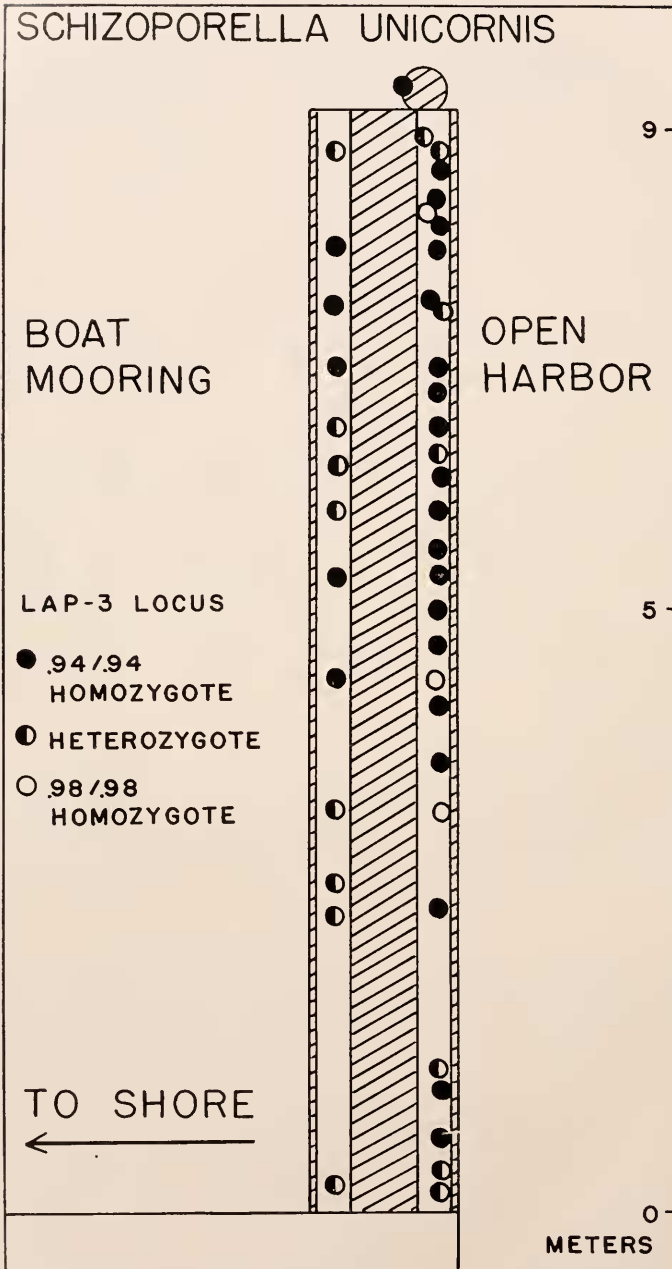 SCHIZOPORELLA UNICORNIS
9
BOAT
MOORING
OPEN
HARBOR
LAP-3 LOCUS
5
.94/.94
HOMOZYGOTE
HETEROZYGOTE
.98/.98
HOMOZYGOTE
TO SHORE
0
METERS